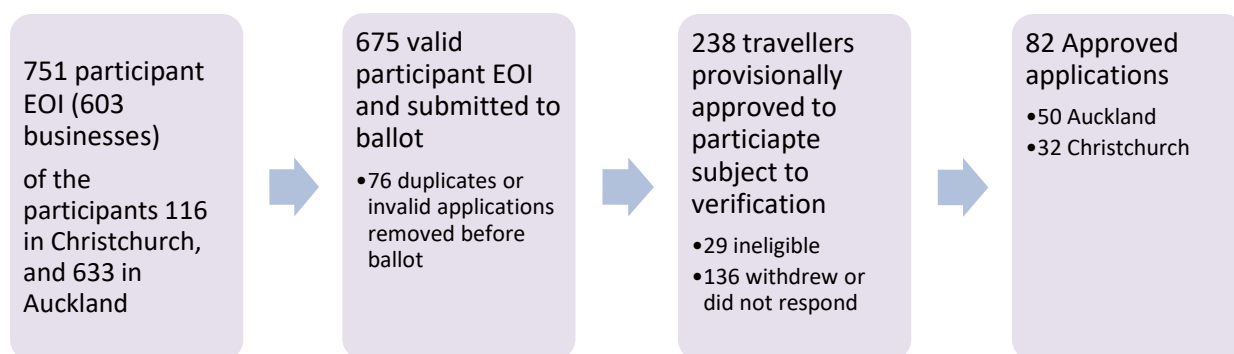 751 participant
EOI (603
businesses)
of the
participants 116
in Christchurch,
and 633 in
Auckland
675 valid
participant EOI
and submitted to
ballot
•76 duplicates or
invalid applications
removed before
ballot
238 travellers
provisionally
approved to
particiapte
subject to
verification
•29 ineligible
•136 withdrew or
did not respond
82 Approved
applications
•50 Auckland
•32 Christchurch